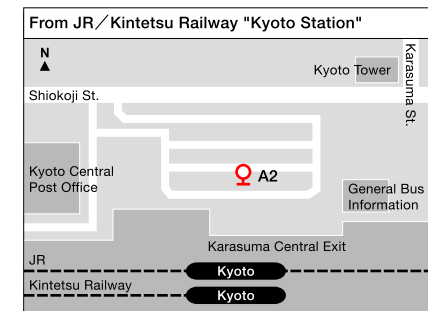 From JR／Kintetsu Railway "Kyoto Station"
N
Kyoto Tower
Karasuma St.
Shiokoji St.
Kyoto Central
Post Office
A2
General Bus
Information
Karasuma Central Exit
JR
Kyoto
Kintetsu Railway
Kyoto